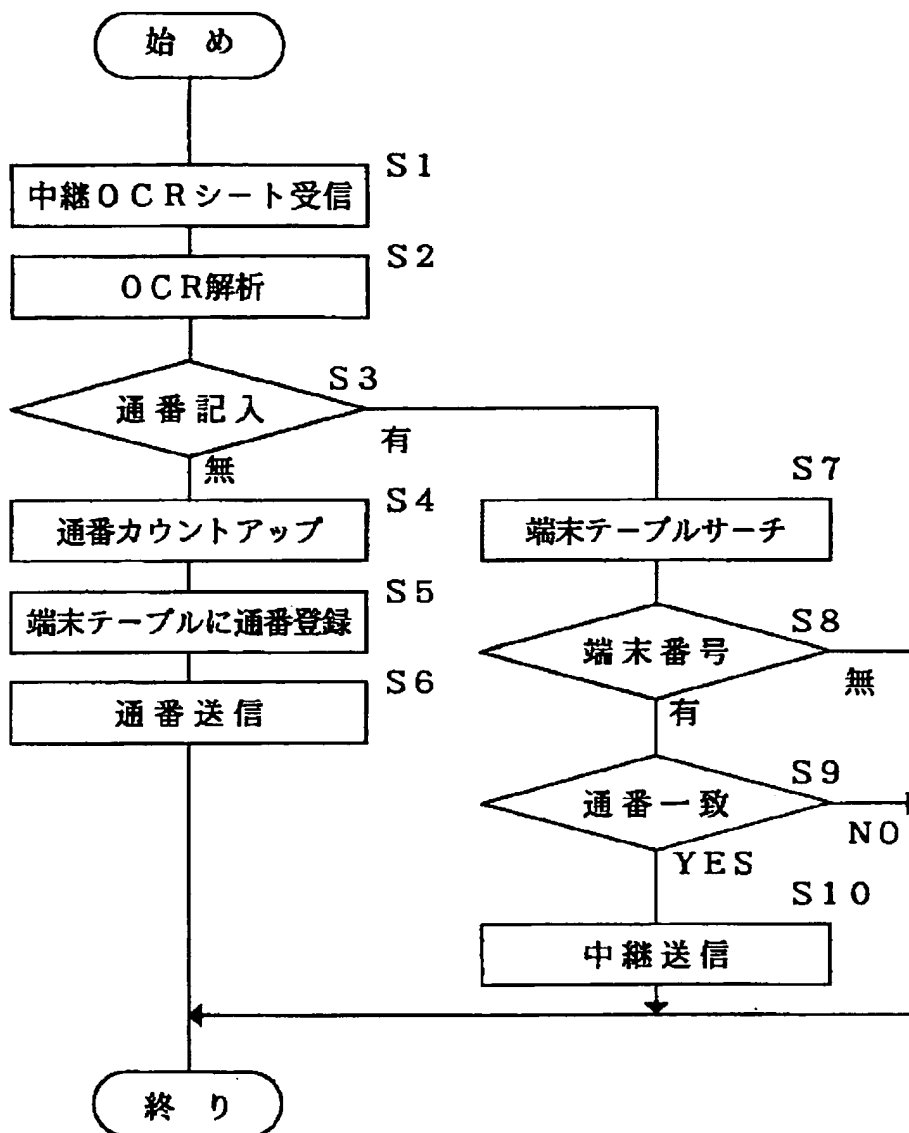 始め
S1
中継OCRシート受信
S2
OCR解析
S3
通番記入
有
無
S4
通番カウントアップ
S5
端末テーブルに通番登録
S6
通番送信
S7
端末テーブルサーチ
S8
端末番号
無
有
S9
通番一致
NO
YES
S10
中継送信
終り